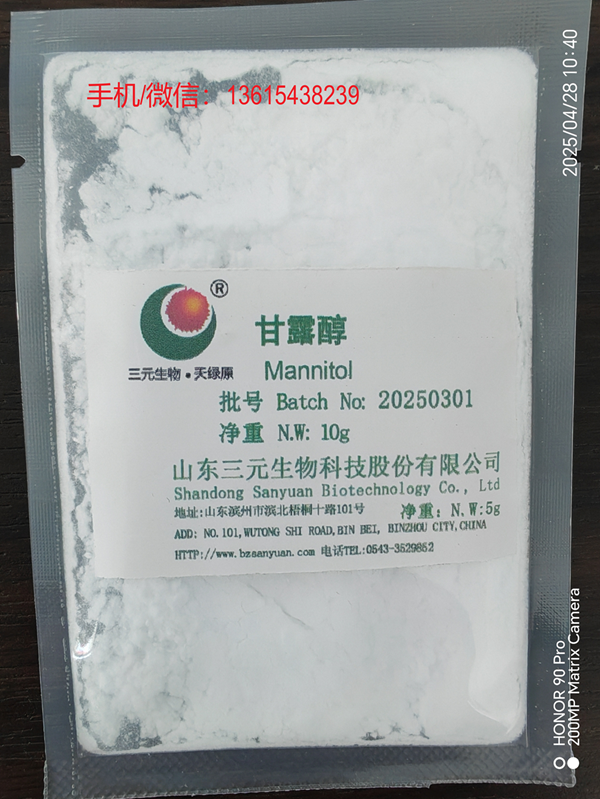 手机/微信：13615438239
2025/04/28 10:40
®
三元生物·天绿原
甘露醇
Mannitol
批号 Batch No: 20250301
净重 N.W: 10g
山东三元生物科技股份有限公司
Shandong Sanyuan Biotechnology Co., Ltd
地址:山东滨州市滨北梧桐十路101号 净重: N.W:5g
ADD: NO.101,WUTONG SHI ROAD,BIN BEI, BINZHOU CITY,CHINA
HTTP://www.bzsanyuan.com 电话TEL:0543-3529852
HONOR 90 Pro
200MP Matrix Camera